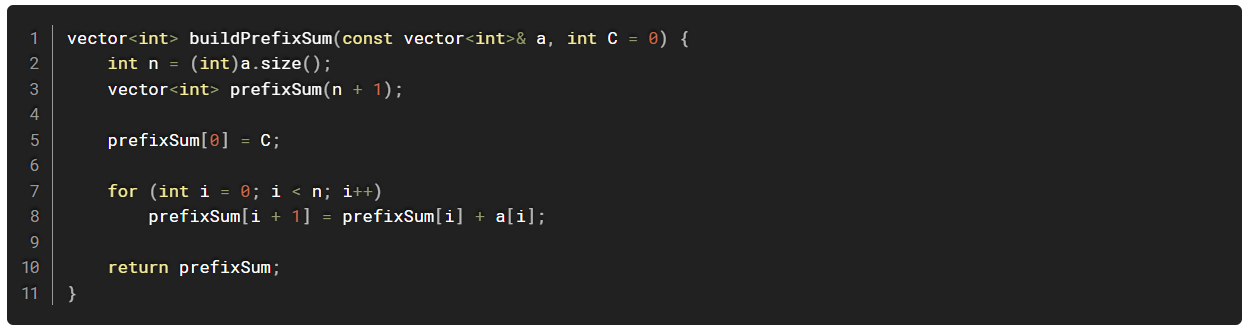 1 vector<int> buildPrefixSum(const vector<int>& a, int C = 0) {
2     int n = (int)a.size();
3     vector<int> prefixSum(n + 1);
4
5     prefixSum[0] = C;
6
7     for (int i = 0; i < n; i++)
8         prefixSum[i + 1] = prefixSum[i] + a[i];
9
10     return prefixSum;
11 }